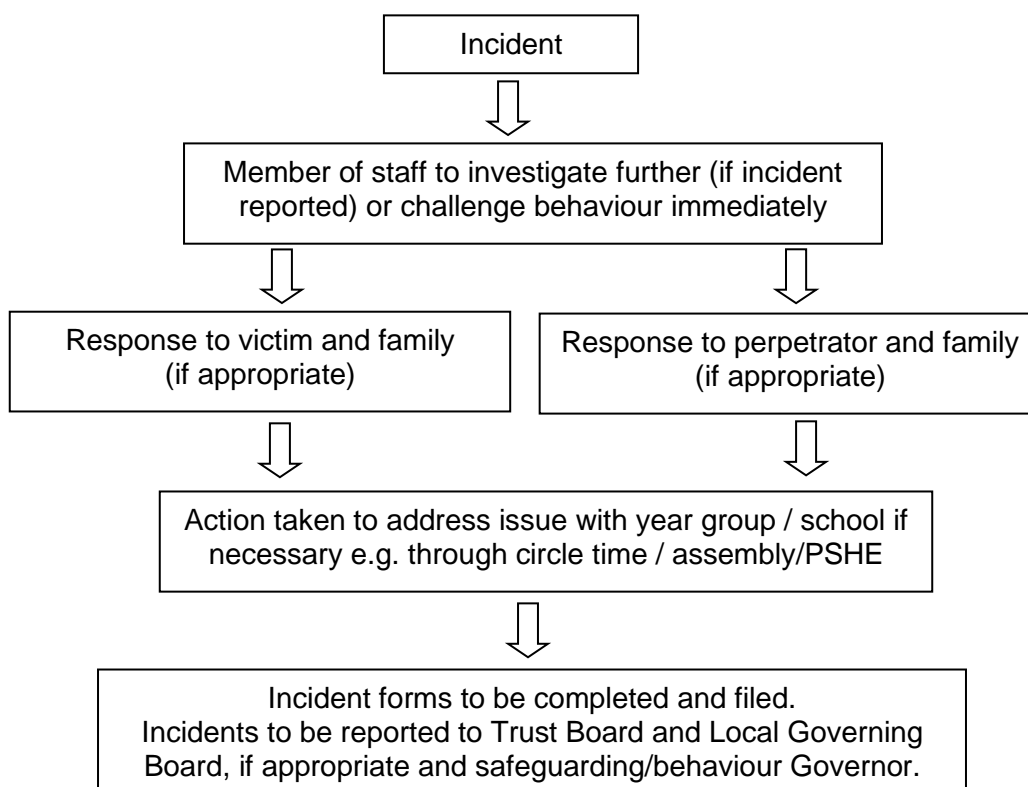 Incident
Member of staff to investigate further (if incident
reported) or challenge behaviour immediately
Response to victim and family
(if appropriate)
Response to perpetrator and family
(if appropriate)
Action taken to address issue with year group / school if
necessary e.g. through circle time / assembly/PSHE
Incident forms to be completed and filed.
Incidents to be reported to Trust Board and Local Governing
Board, if appropriate and safeguarding/behaviour Governor.